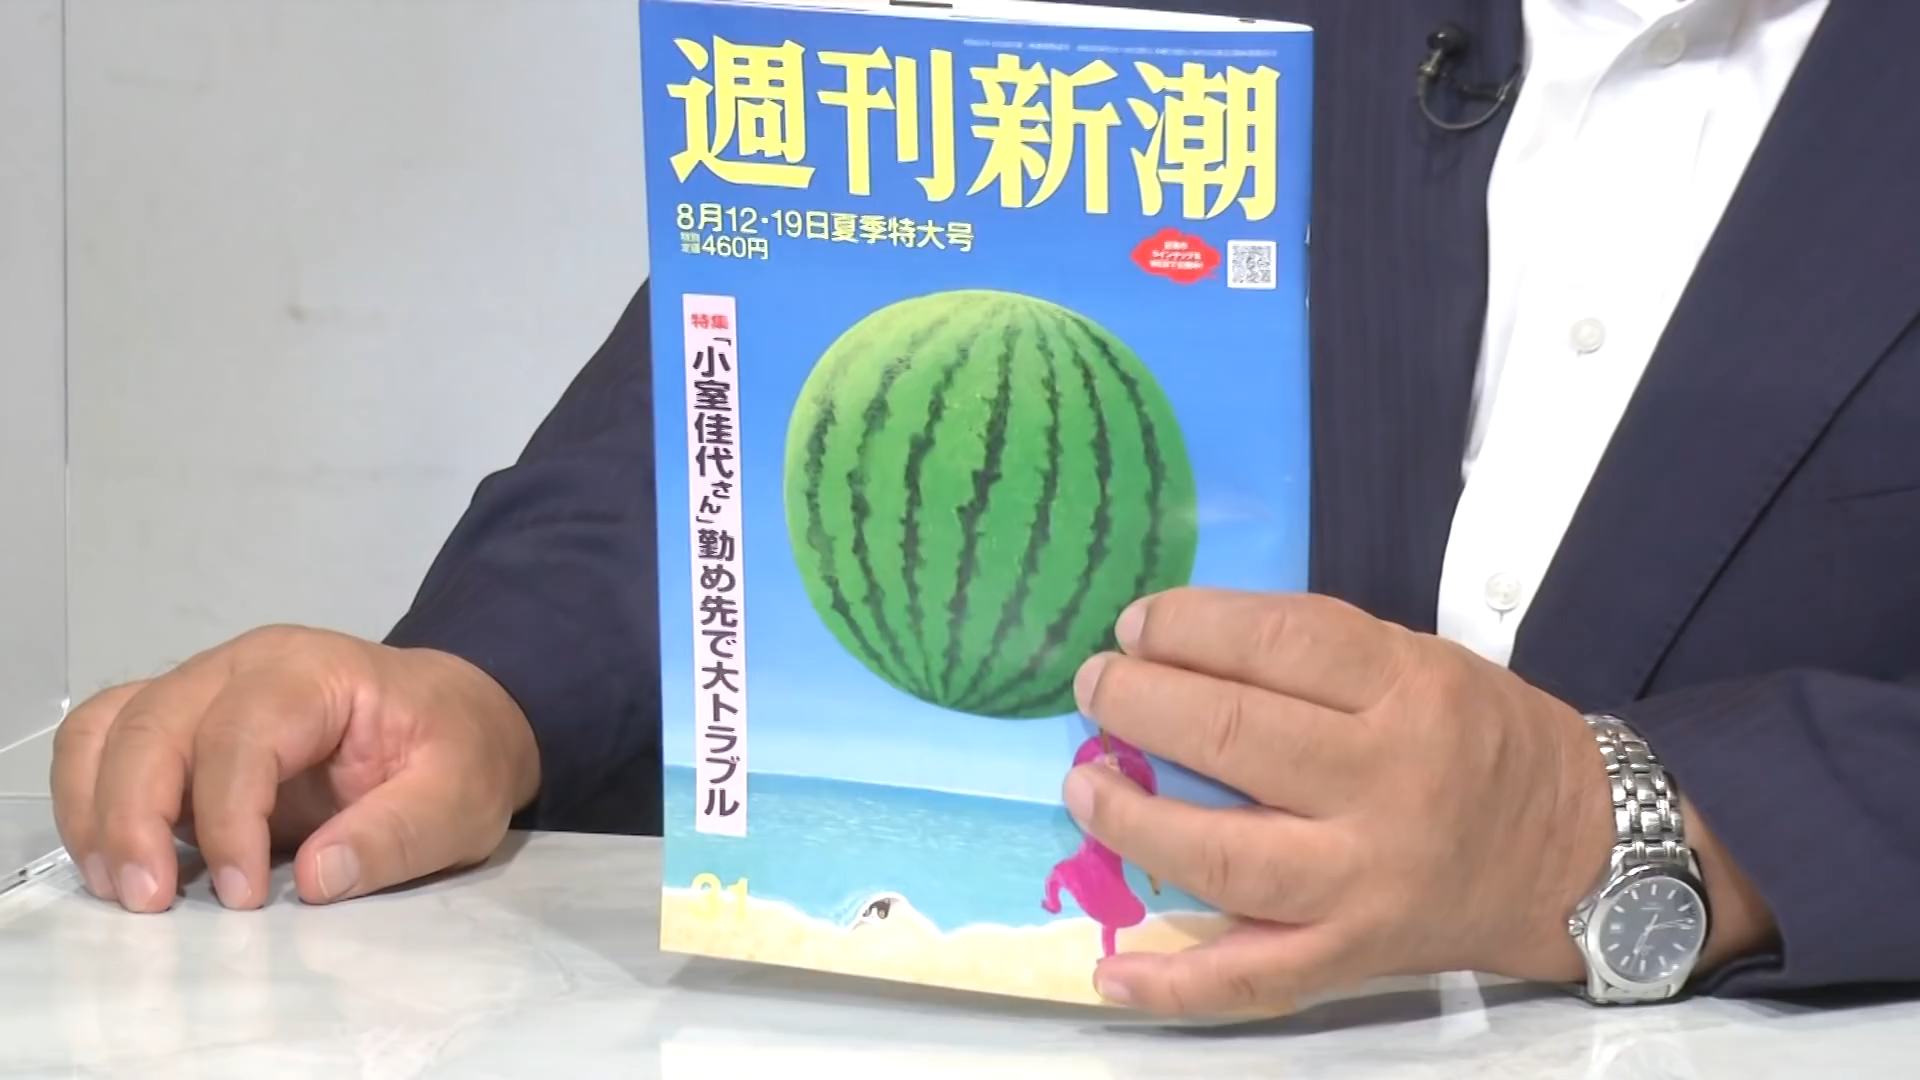 週刊新潮
8月12・19日夏季特大号
特別
定価460円
特集
「小室佳代さん」勤め先で大トラブル
31